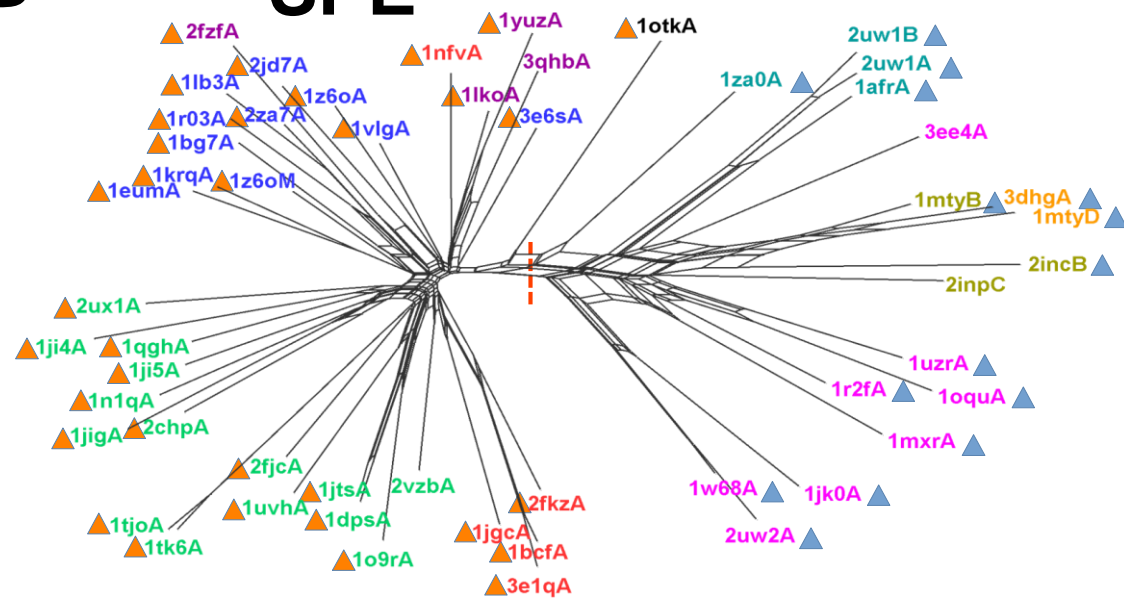 2fzfA
1yuzA
1otkA
1nfvA
2uw1B
3qhbA
2jd7A
2uw1A
1lb3A
1za0A
1afrA
1z6oA
1lkoA
1r03A
2za7A
3e6sA
1vlgA
3ee4A
1bg7A
1krqA
1z6oM
1eumA
1mtyB
3dhgA
1mtyD
2incB
2inpC
2ux1A
1ji4A
1qghA
1ji5A
1uzrA
1r2fA
1oquA
1n1qA
1jigA
2chpA
1mxrA
2fjcA
1jtsA
2vzbA
1w68A
1jk0A
1uvhA
2fkzA
1dpsA
1tjoA
1jgcA
2uw2A
1tk6A
1bcfA
1o9rA
3e1qA